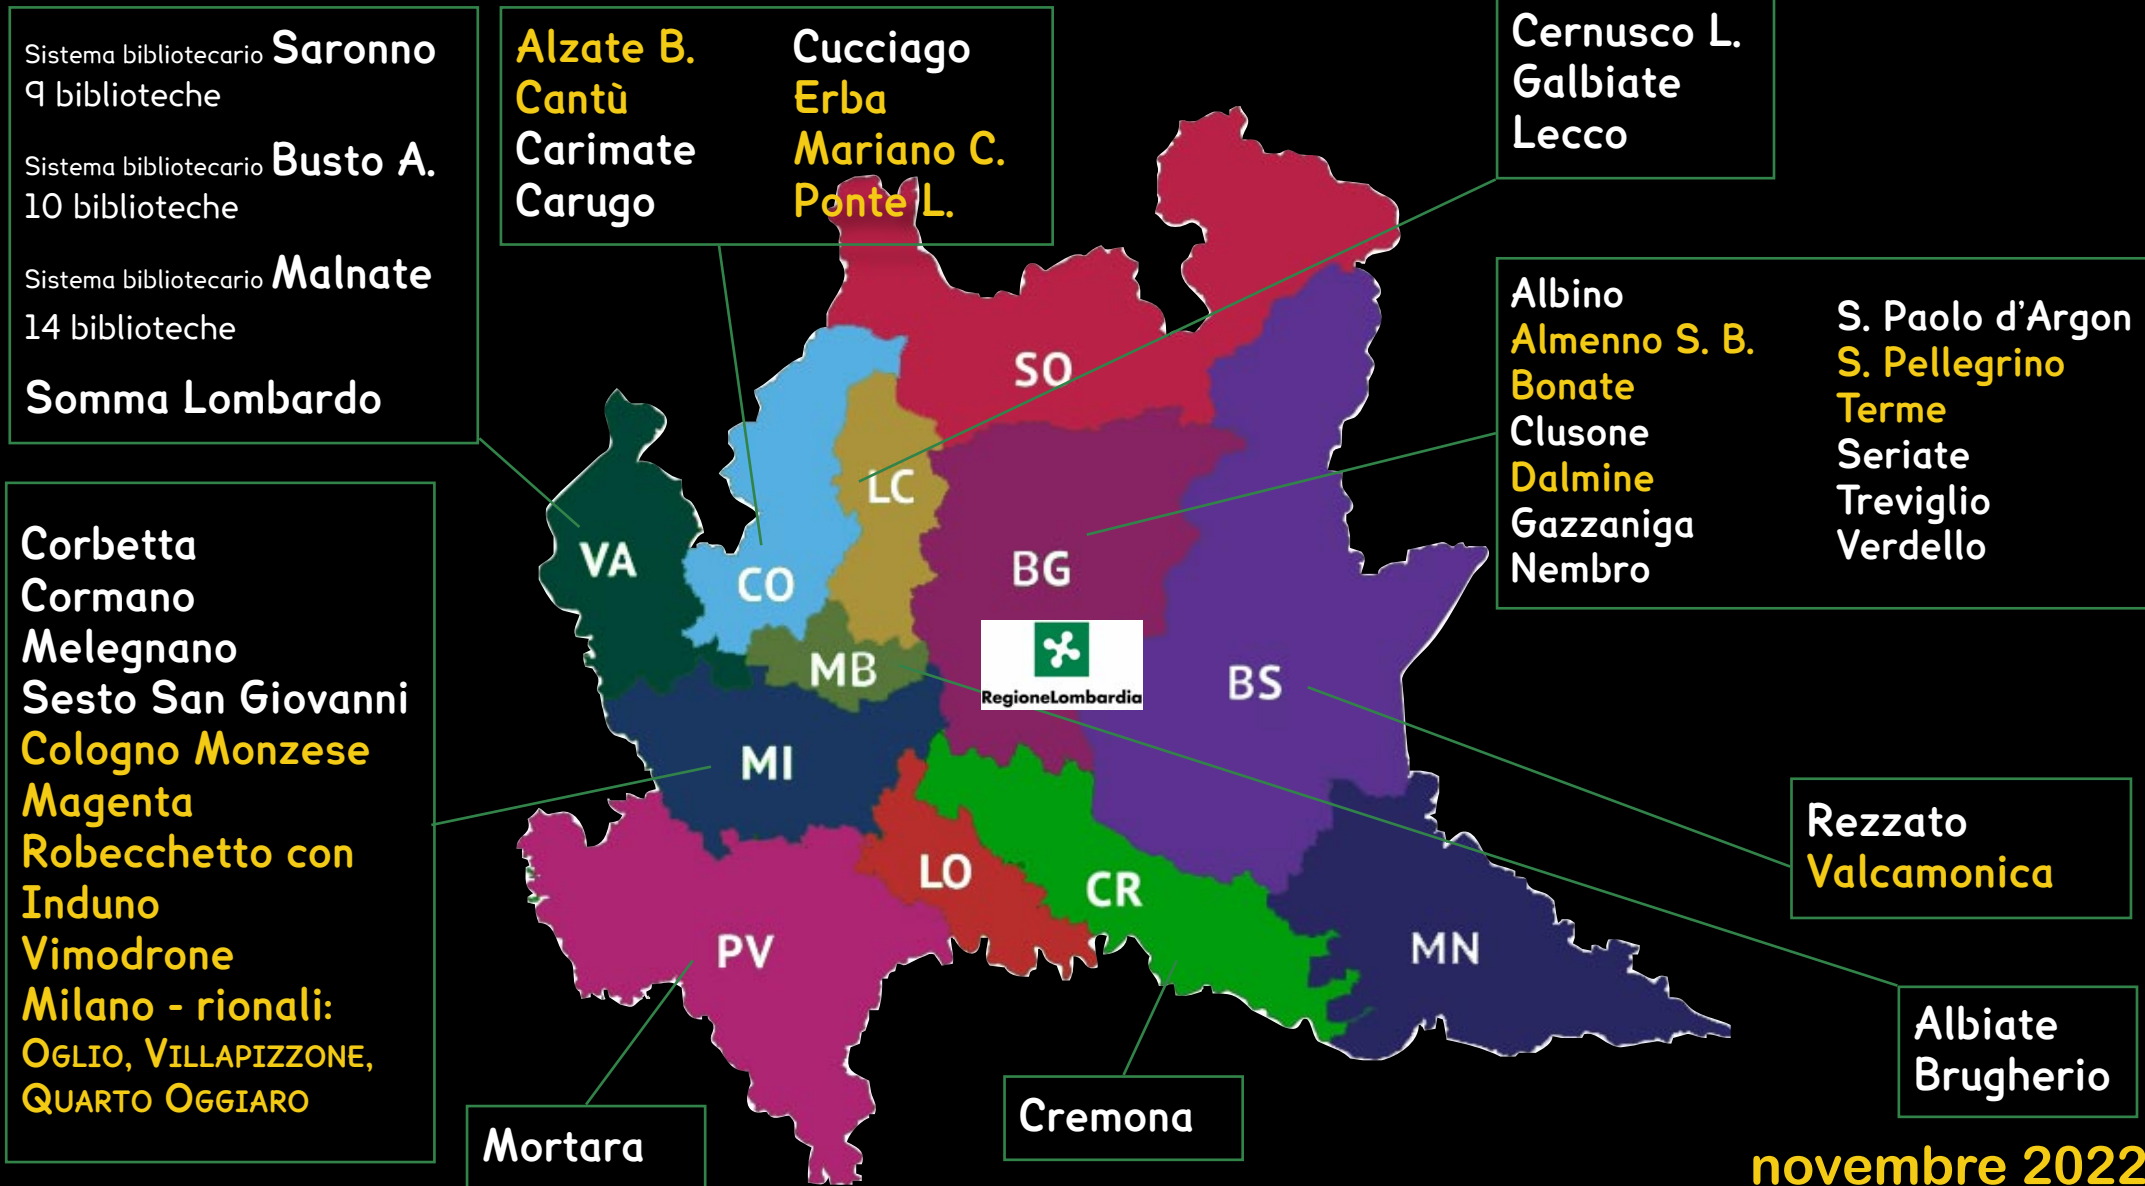 Sistema bibliotecario Saronno
9 biblioteche
Sistema bibliotecario Busto A.
10 biblioteche
Sistema bibliotecario Malnate
14 biblioteche
Somma Lombardo
Alzate B.
Cantù
Carimate
Carugo
Cucciago
Erba
Mariano C.
Ponte L.
Cernusco L.
Galbiate
Lecco
Albino
Almenno S. B.
Bonate
Clusone
Dalmine
Gazzaniga
Nembro
S. Paolo d'Argon
S. Pellegrino
Terme
Seriate
Treviglio
Verdello
Corbetta
Cormano
Melegnano
Sesto San Giovanni
Cologno Monzese
Magenta
Robecchetto con
Induno
Vimodrone
Milano - rionali:
OGLIO, VILLAPIZZONE,
QUARTO OGGIARO
SO
LC
VA
CO
BG
MB
RegioneLombardia
BS
MI
LO
CR
PV
MN
Rezzato
Valcamonica
Albiate
Brugherio
Cremona
Mortara
novembre 2022